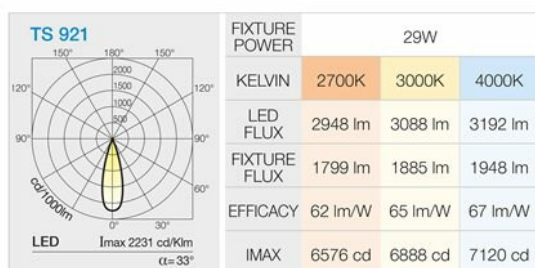 TS 921
180°
150° 150°
120° 120°
90° 90°
60°
30°
0°
2000
1500
1000
500
cd/1000lm
LED Imax 2231 cd/Klm
α= 33°
FIXTURE POWER 29W
KELVIN 2700K 3000K 4000K
LED FLUX 2948 lm 3088 lm 3192 lm
FIXTURE FLUX 1799 lm 1885 lm 1948 lm
EFFICACY 62 lm/W 65 lm/W 67 lm/W
IMAX 6576 cd 6888 cd 7120 cd